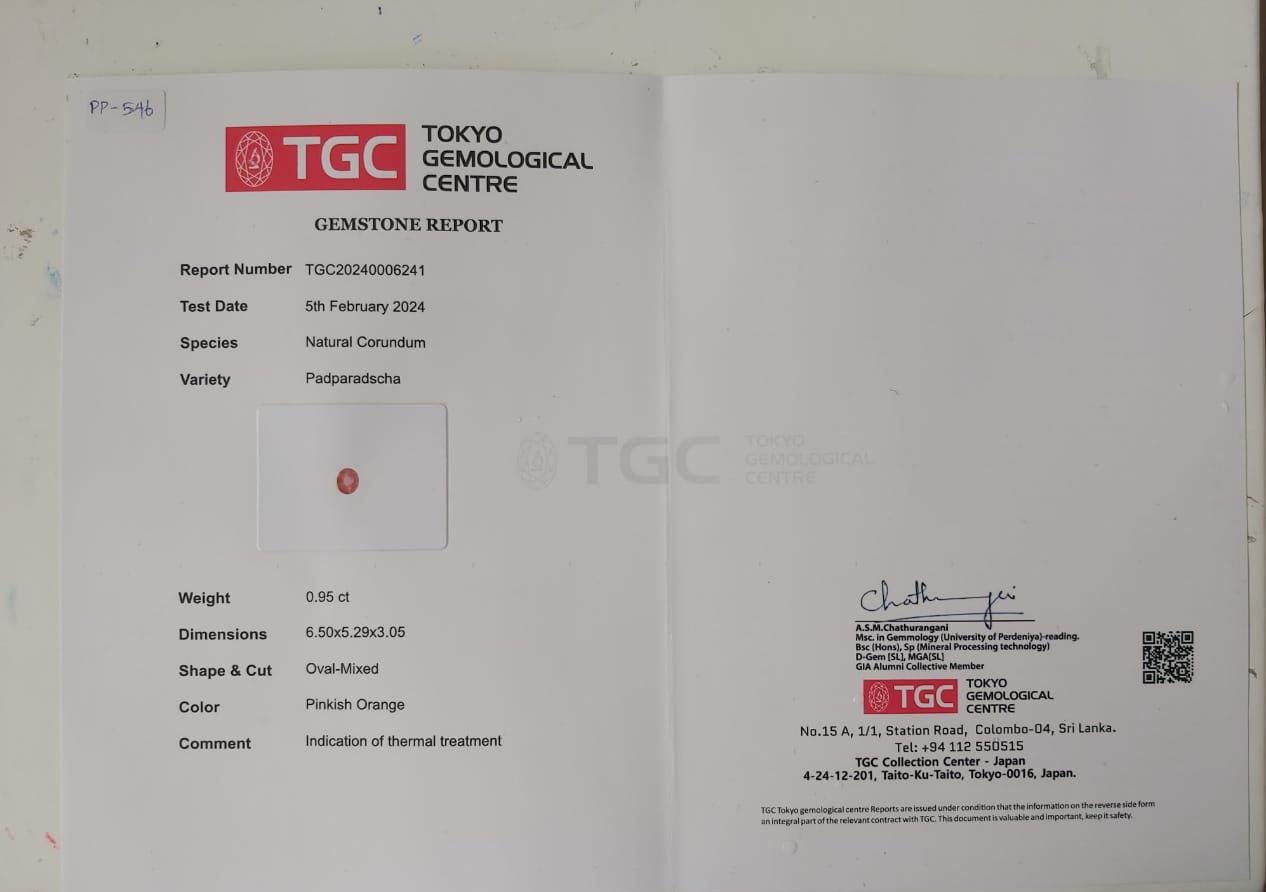 PP-546
TGC
TOKYO
GEMOLOGICAL
CENTRE
GEMSTONE REPORT
Report Number TGC20240006241
Test Date 5th February 2024
Species Natural Corundum
Variety Padparadscha
TGC
TOKYO
GEMOLOGICAL
CENTRE
Weight 0.95 ct
Dimensions 6.50x5.29x3.05
Shape & Cut Oval-Mixed
Color Pinkish Orange
Comment Indication of thermal treatment
A.S.M.Chathurangani
Msc. in Gemmology (University of Perdeniya)-reading.
Bsc (Hons), Sp (Mineral Processing technology)
D-Gem [SL], MGA[SL]
GIA Alumni Collective Member
TGC
TOKYO
GEMOLOGICAL
CENTRE
No.15 A, 1/1, Station Road, Colombo-04, Sri Lanka.
Tel: +94 112 550515
TGC Collection Center - Japan
4-24-12-201, Taito-Ku-Taito, Tokyo-0016, Japan.
TGC Tokyo gemological centre Reports are issued under condition that the information on the reverse side form
an integral part of the relevant contract with TGC. This document is valuable and important, keep it safety.